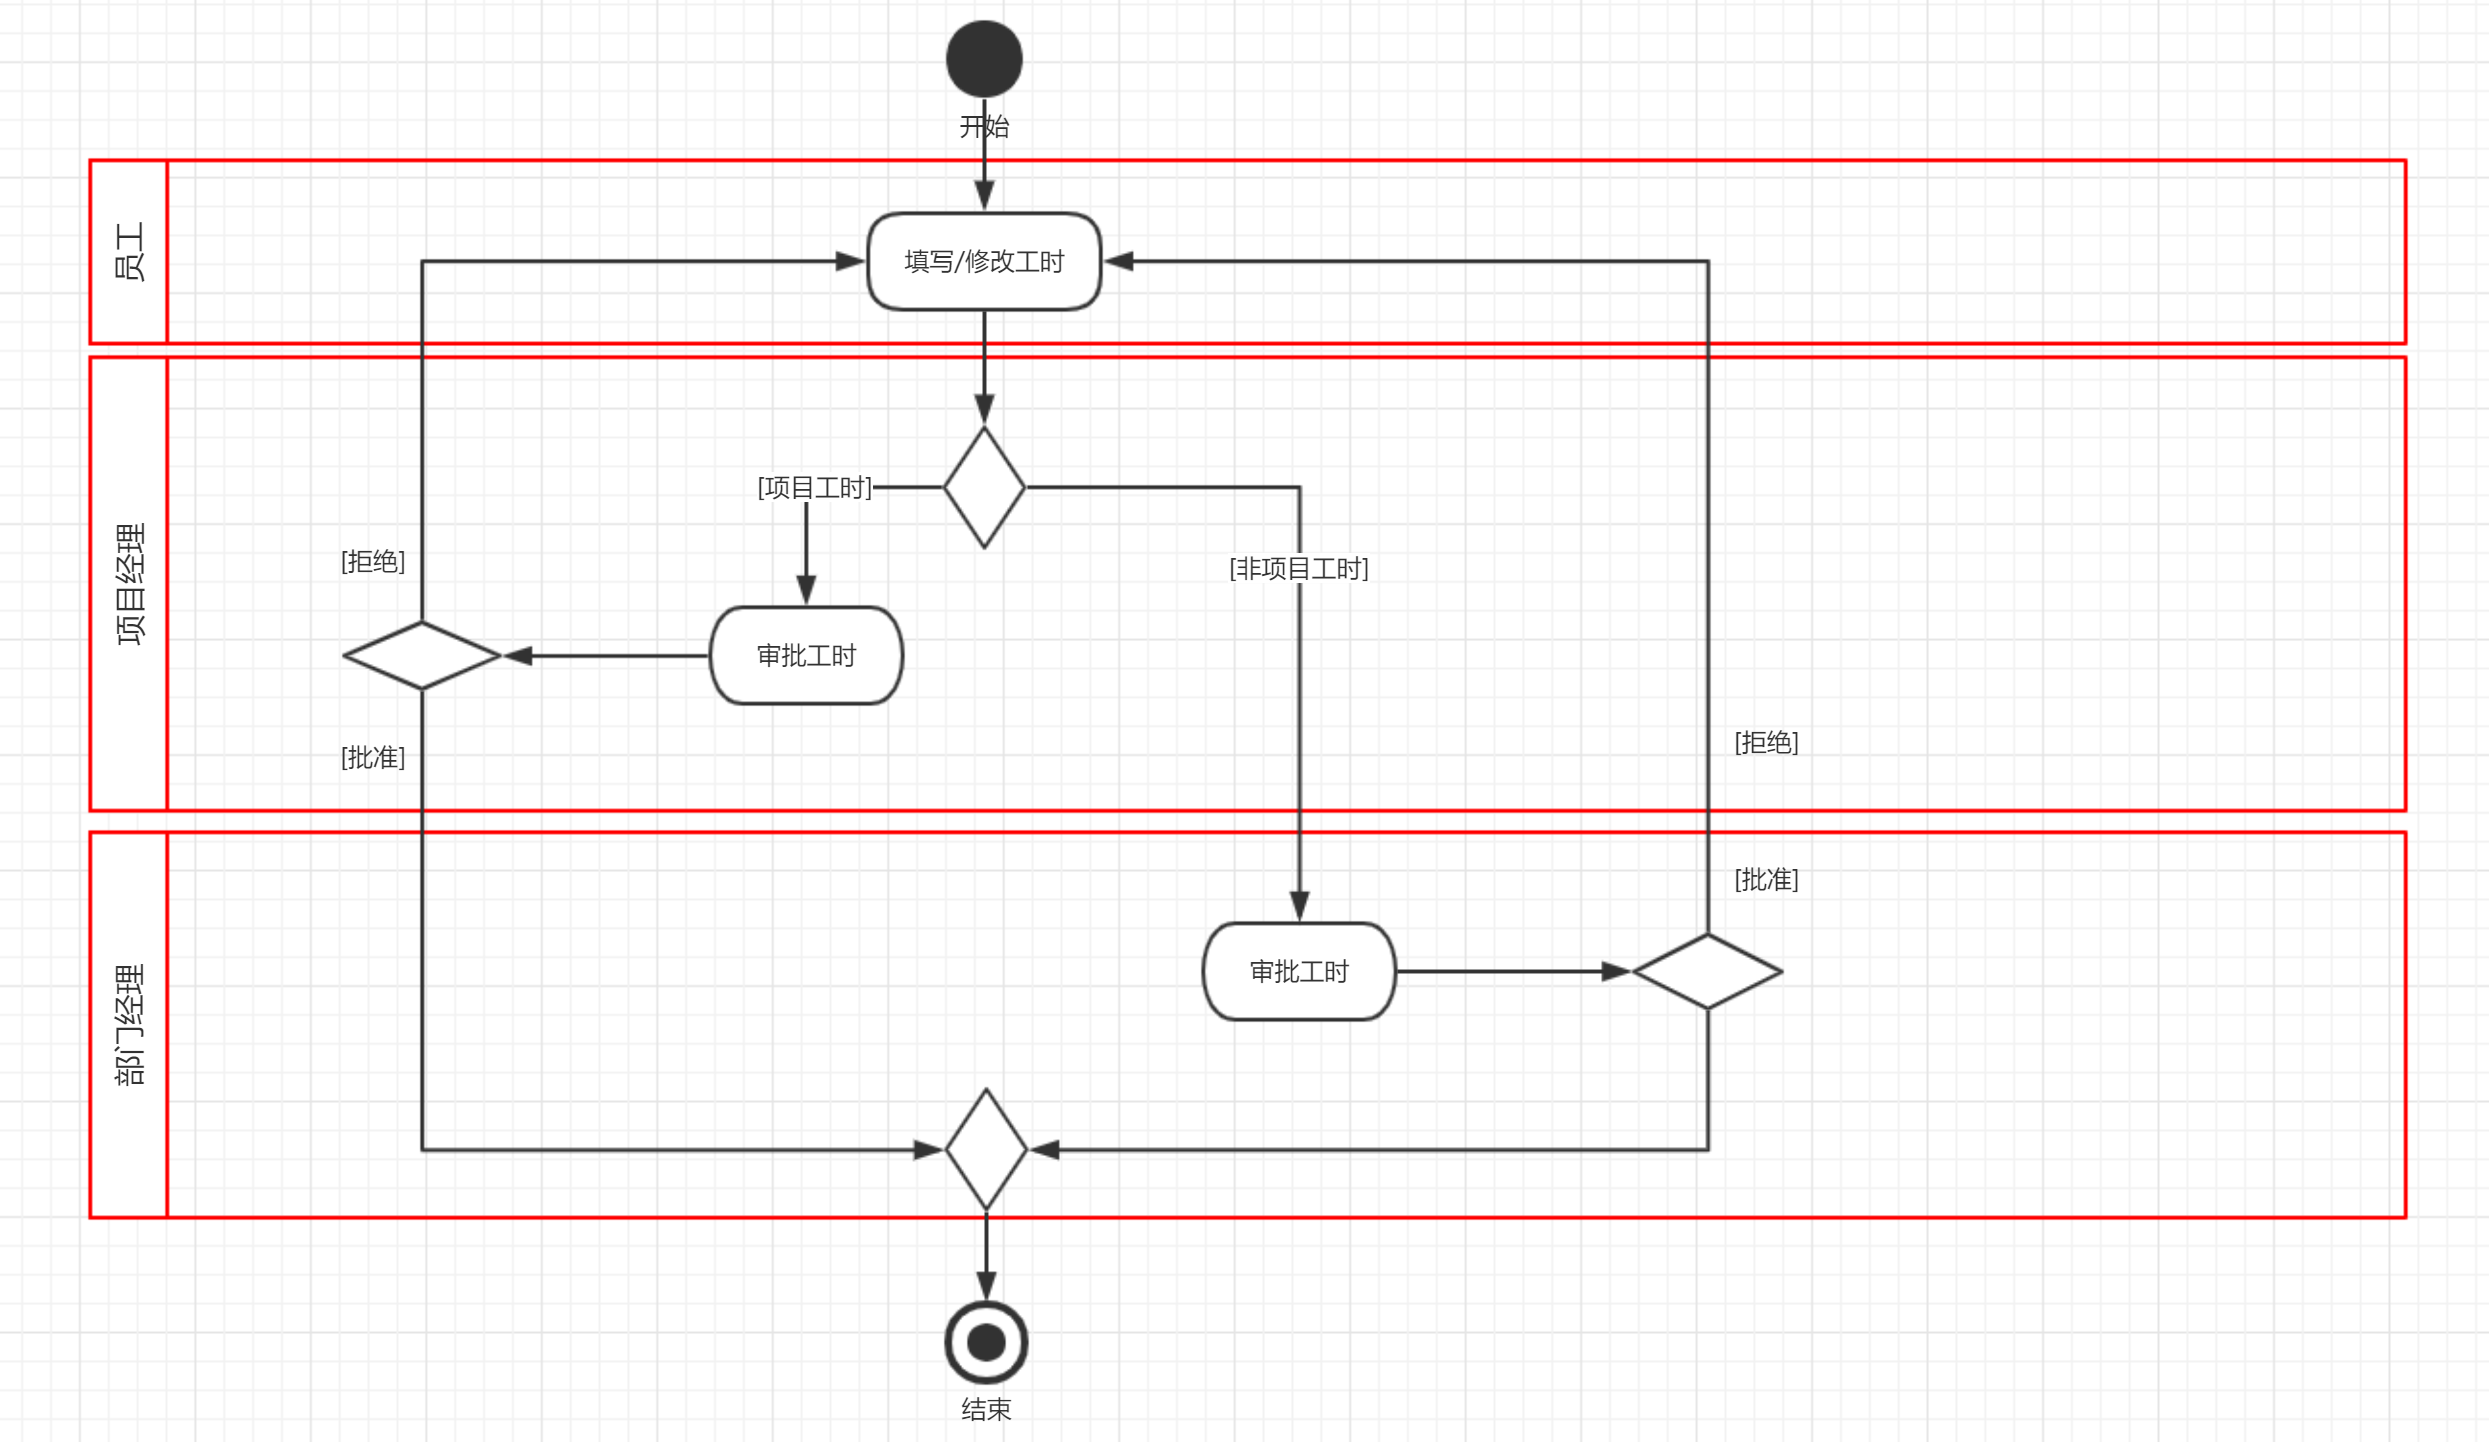 开始
员工
填写/修改工时
项目经理
[项目工时]
[拒绝]
[非项目工时]
审批工时
[批准]
[拒绝]
部门经理
[批准]
审批工时
结束